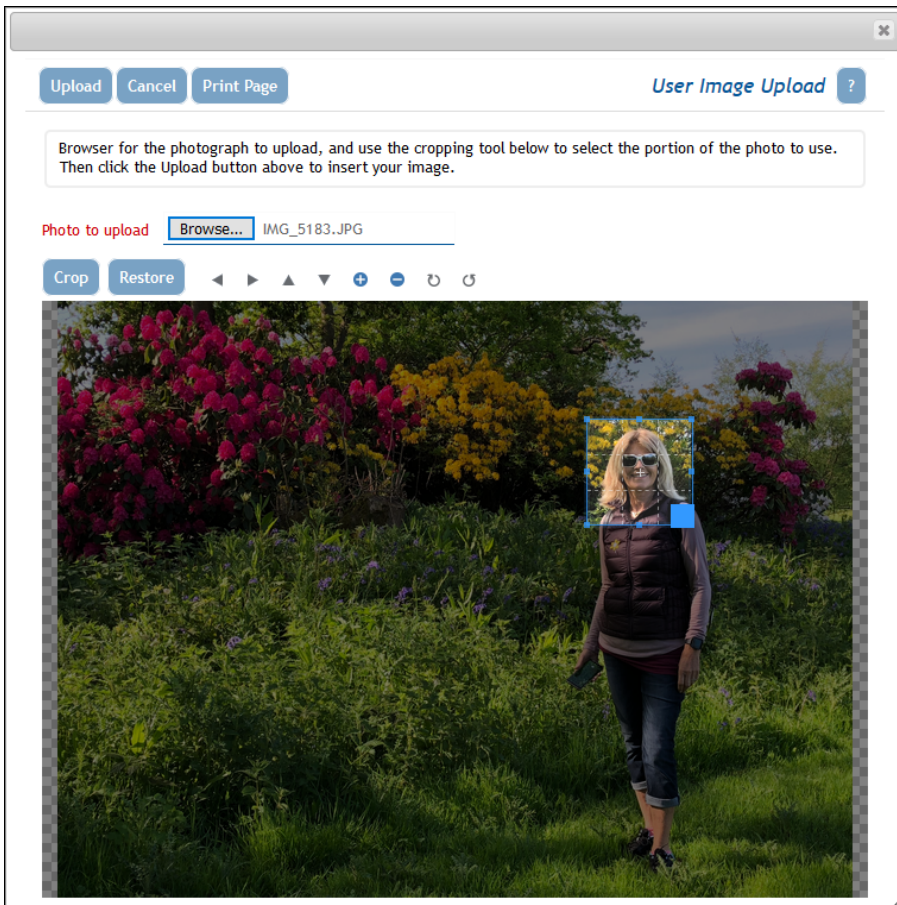 Upload Cancel Print Page User Image Upload ?
Browser for the photograph to upload, and use the cropping tool below to select the portion of the photo to use.
Then click the Upload button above to insert your image.
Photo to upload Browse... IMG_5183.JPG
Crop Restore